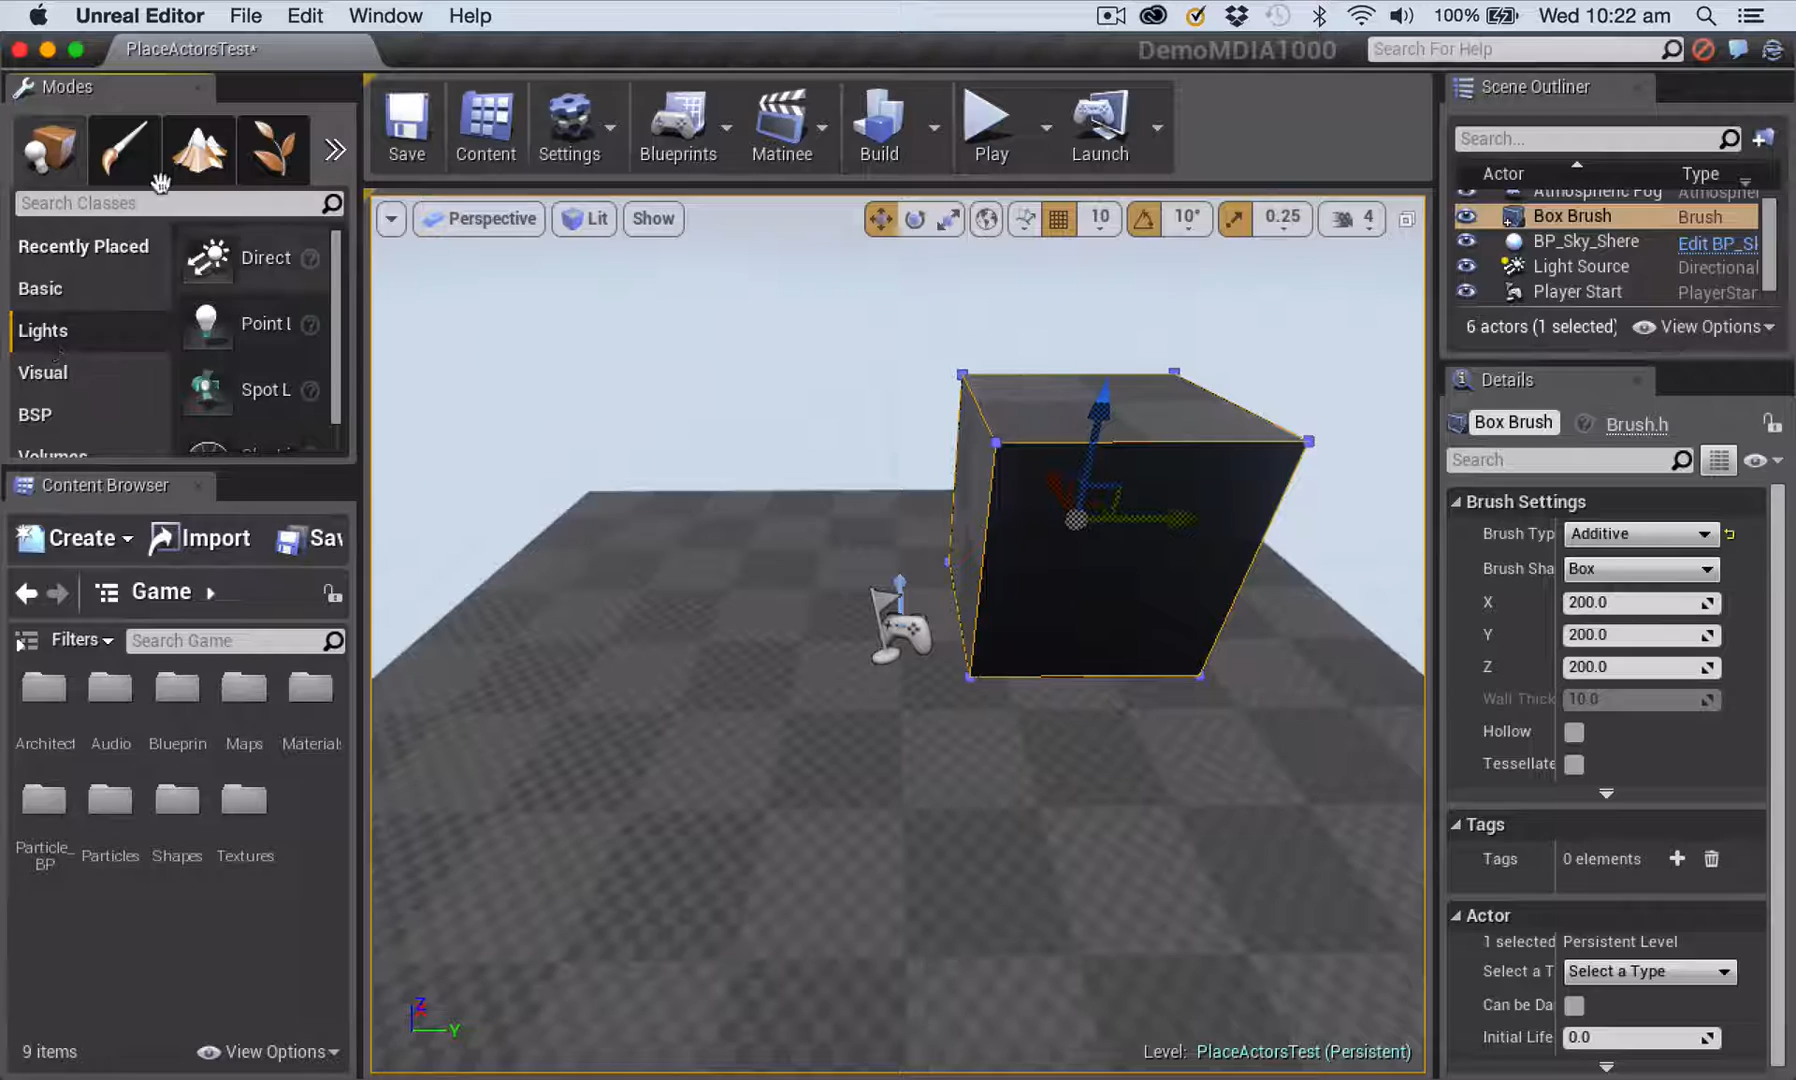 Unreal Editor File Edit Window Help 100% Wed 10:22 am
PlaceActorsTest* DemoMDIA1000 Search For Help
Modes
Save Content Settings Blueprints Matinee Build Play Launch
Search Classes
Recently Placed
Basic
Lights
Visual
BSP
Volumes
Direct
Point L
Spot L
Content Browser
Create Import Sav
Game
Filters Search Game
Architect Audio Blueprin Maps Materials
Particle_BP Particles Shapes Textures
9 items View Options
Perspective Lit Show 10 10° 0.25 4
Z
Y
Level: PlaceActorsTest (Persistent)
Scene Outliner
Search...
Actor Type
Atmospheric Fog Atmosphe
Box Brush Brush
BP_Sky_Shere Edit BP_Sl
Light Source Directional
Player Start PlayerStar
6 actors (1 selected) View Options
Details
Box Brush Brush.h
Search
Brush Settings
Brush Typ Additive
Brush Sha Box
X 200.0
Y 200.0
Z 200.0
Wall Thick 10.0
Hollow
Tessellate
Tags
Tags 0 elements
Actor
1 selected Persistent Level
Select a T Select a Type
Can be Da
Initial Life 0.0